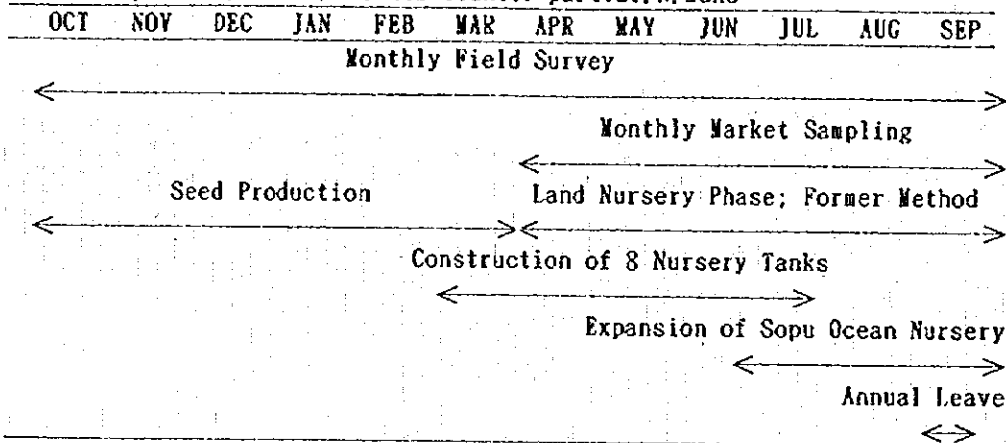 OCT NOV DEC JAN FEB MAR APR MAY JUN JUL AUG SEP
Monthly Field Survey
Monthly Market Sampling
Seed Production Land Nursery Phase; Former Method
Construction of 8 Nursery Tanks
Expansion of Sopu Ocean Nursery
Annual Leave